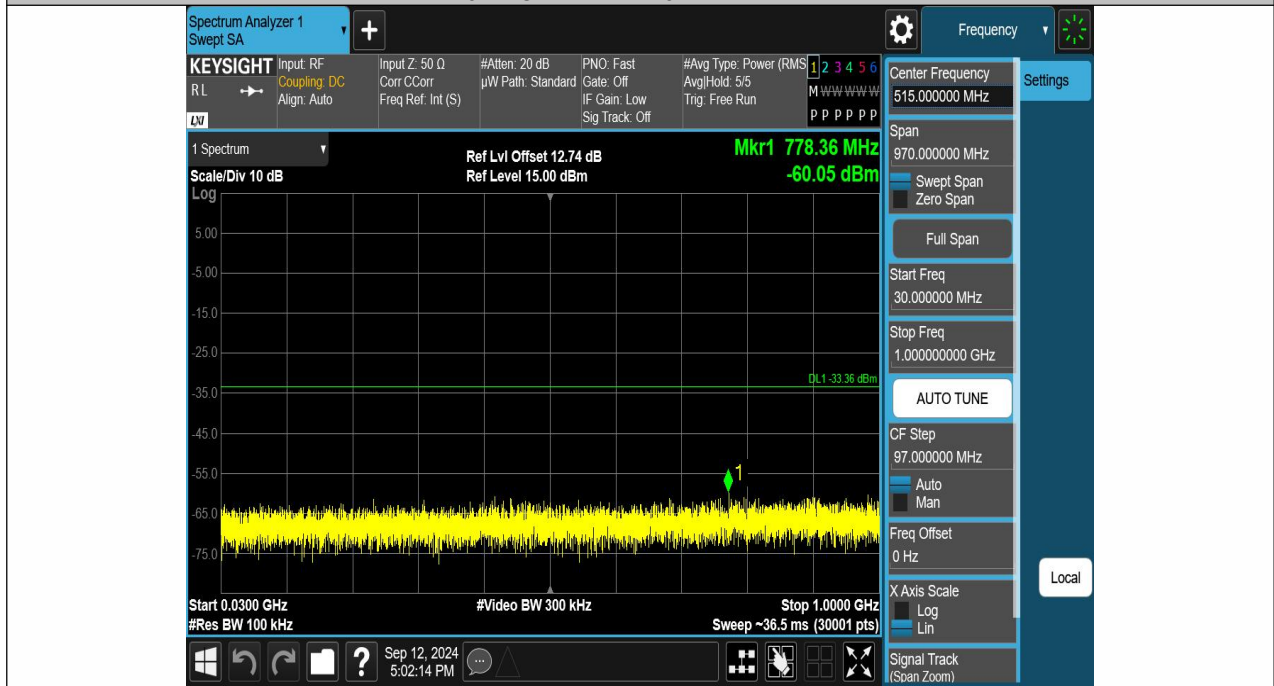 Spectrum Analyzer 1
Swept SA
+
Frequency
KEYSIGHT
RL
LXI
Input: RF
Coupling: DC
Align: Auto
Input Z: 50 Ω
Corr CCorr
Freq Ref: Int (S)
#Atten: 20 dB
µW Path: Standard
PNO: Fast
Gate: Off
IF Gain: Low
Sig Track: Off
#Avg Type: Power (RMS
Avg|Hold: 5/5
Trig: Free Run
1 2 3 4 5 6
M W W W W W
P P P P P P
1 Spectrum
Scale/Div 10 dB
Ref Lvl Offset 12.74 dB
Ref Level 15.00 dBm
Mkr1 778.36 MHz
-60.05 dBm
Log
5.00
-5.00
-15.0
-25.0
DL1 -33.36 dBm
-35.0
-45.0
-55.0
1
-65.0
-75.0
Start 0.0300 GHz
#Res BW 100 kHz
#Video BW 300 kHz
Stop 1.0000 GHz
Sweep ~36.5 ms (30001 pts)
Center Frequency
515.000000 MHz
Settings
Span
970.000000 MHz
Swept Span
Zero Span
Full Span
Start Freq
30.000000 MHz
Stop Freq
1.000000000 GHz
AUTO TUNE
CF Step
97.000000 MHz
Auto
Man
Freq Offset
0 Hz
X Axis Scale
Log
Lin
Local
Signal Track
(Span Zoom)
?
Sep 12, 2024
5:02:14 PM